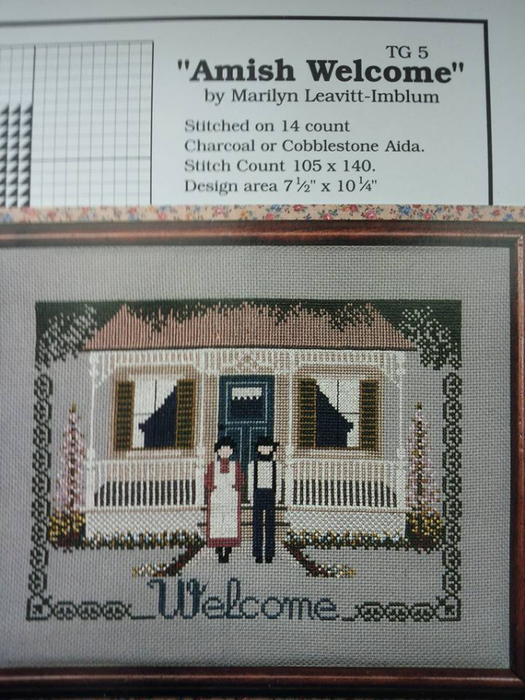 TG 5
"Amish Welcome"
by Marilyn Leavitt-Imblum
Stitched on 14 count
Charcoal or Cobblestone Aida.
Stitch Count 105 x 140.
Design area 7½" x 10¼"
Welcome